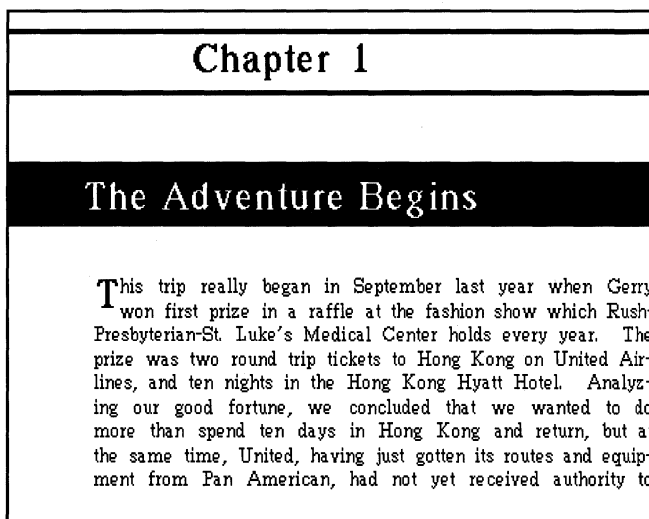 Chapter 1
The Adventure Begins
This trip really began in September last year when Gerry
won first prize in a raffle at the fashion show which Rush-
Presbyterian-St. Luke's Medical Center holds every year. The
prize was two round trip tickets to Hong Kong on United Air-
lines, and ten nights in the Hong Kong Hyatt Hotel. Analyz-
ing our good fortune, we concluded that we wanted to do
more than spend ten days in Hong Kong and return, but at
the same time, United, having just gotten its routes and equip-
ment from Pan American, had not yet received authority to